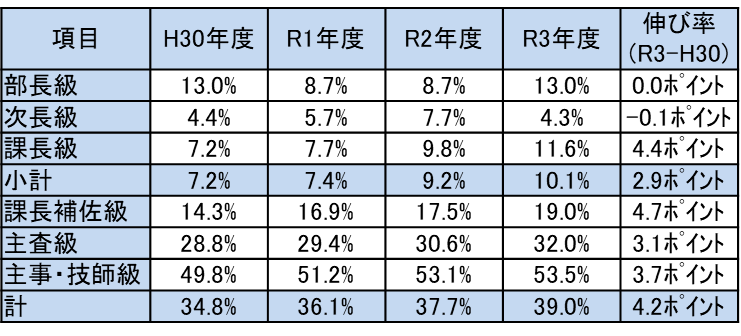 項目 H30年度 R1年度 R2年度 R3年度 伸び率
(R3-H30)
部長級 13.0% 8.7% 8.7% 13.0% 0.0ﾎﾟｲﾝﾄ
次長級 4.4% 5.7% 7.7% 4.3% -0.1ﾎﾟｲﾝﾄ
課長級 7.2% 7.7% 9.8% 11.6% 4.4ﾎﾟｲﾝﾄ
小計 7.2% 7.4% 9.2% 10.1% 2.9ﾎﾟｲﾝﾄ
課長補佐級 14.3% 16.9% 17.5% 19.0% 4.7ﾎﾟｲﾝﾄ
主査級 28.8% 29.4% 30.6% 32.0% 3.1ﾎﾟｲﾝﾄ
主事・技師級 49.8% 51.2% 53.1% 53.5% 3.7ﾎﾟｲﾝﾄ
計 34.8% 36.1% 37.7% 39.0% 4.2ﾎﾟｲﾝﾄ